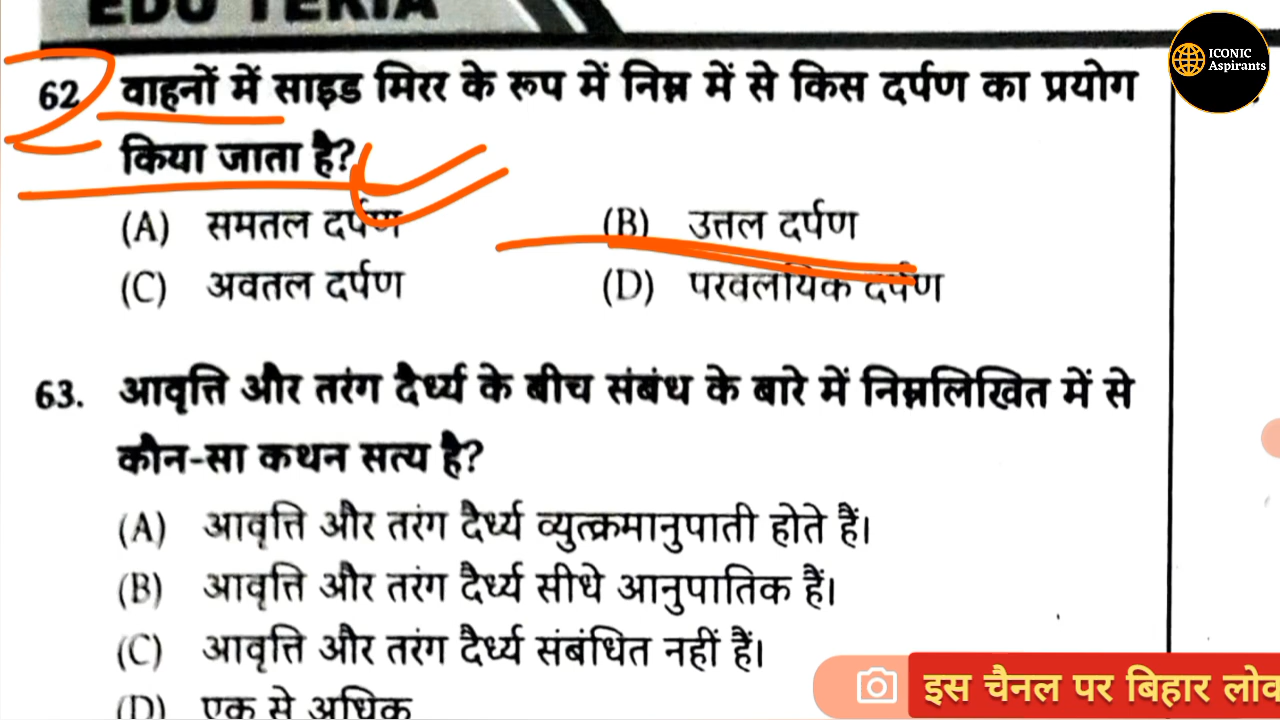 EDU TERIA
ICONIC
Aspirants
62 वाहनों में साइड मिरर के रूप में निम्न में से किस दर्पण का प्रयोग
किया जाता है?
(A) समतल दर्पण (B) उत्तल दर्पण
(C) अवतल दर्पण (D) परवलयिक दर्पण
63. आवृत्ति और तरंग दैर्ध्य के बीच संबंध के बारे में निम्नलिखित में से
कौन-सा कथन सत्य है?
(A) आवृत्ति और तरंग दैर्ध्य व्युत्क्रमानुपाती होते हैं।
(B) आवृत्ति और तरंग दैर्ध्य सीधे आनुपातिक हैं।
(C) आवृत्ति और तरंग दैर्ध्य संबंधित नहीं हैं।
(D) एक से अधिक
इस चैनल पर बिहार लोक